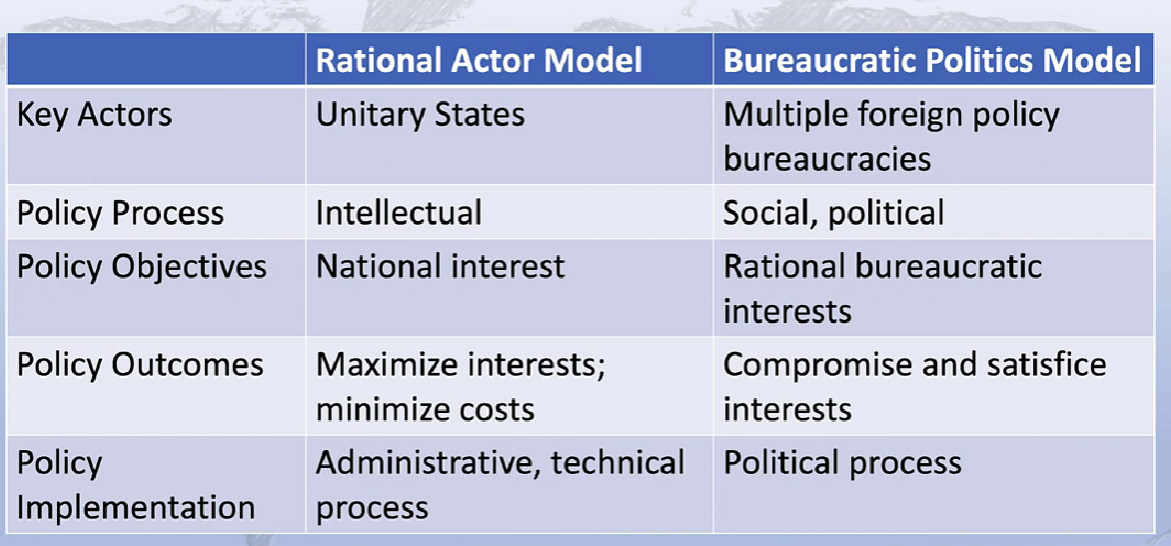 Rational Actor Model
Bureaucratic Politics Model
Key Actors
Unitary States
Multiple foreign policy
bureaucracies
Policy Process
Intellectual
Social, political
Policy Objectives
National interest
Rational bureaucratic
interests
Policy Outcomes
Maximize interests;
minimize costs
Compromise and satisfice
interests
Policy
Implementation
Administrative, technical
process
Political process